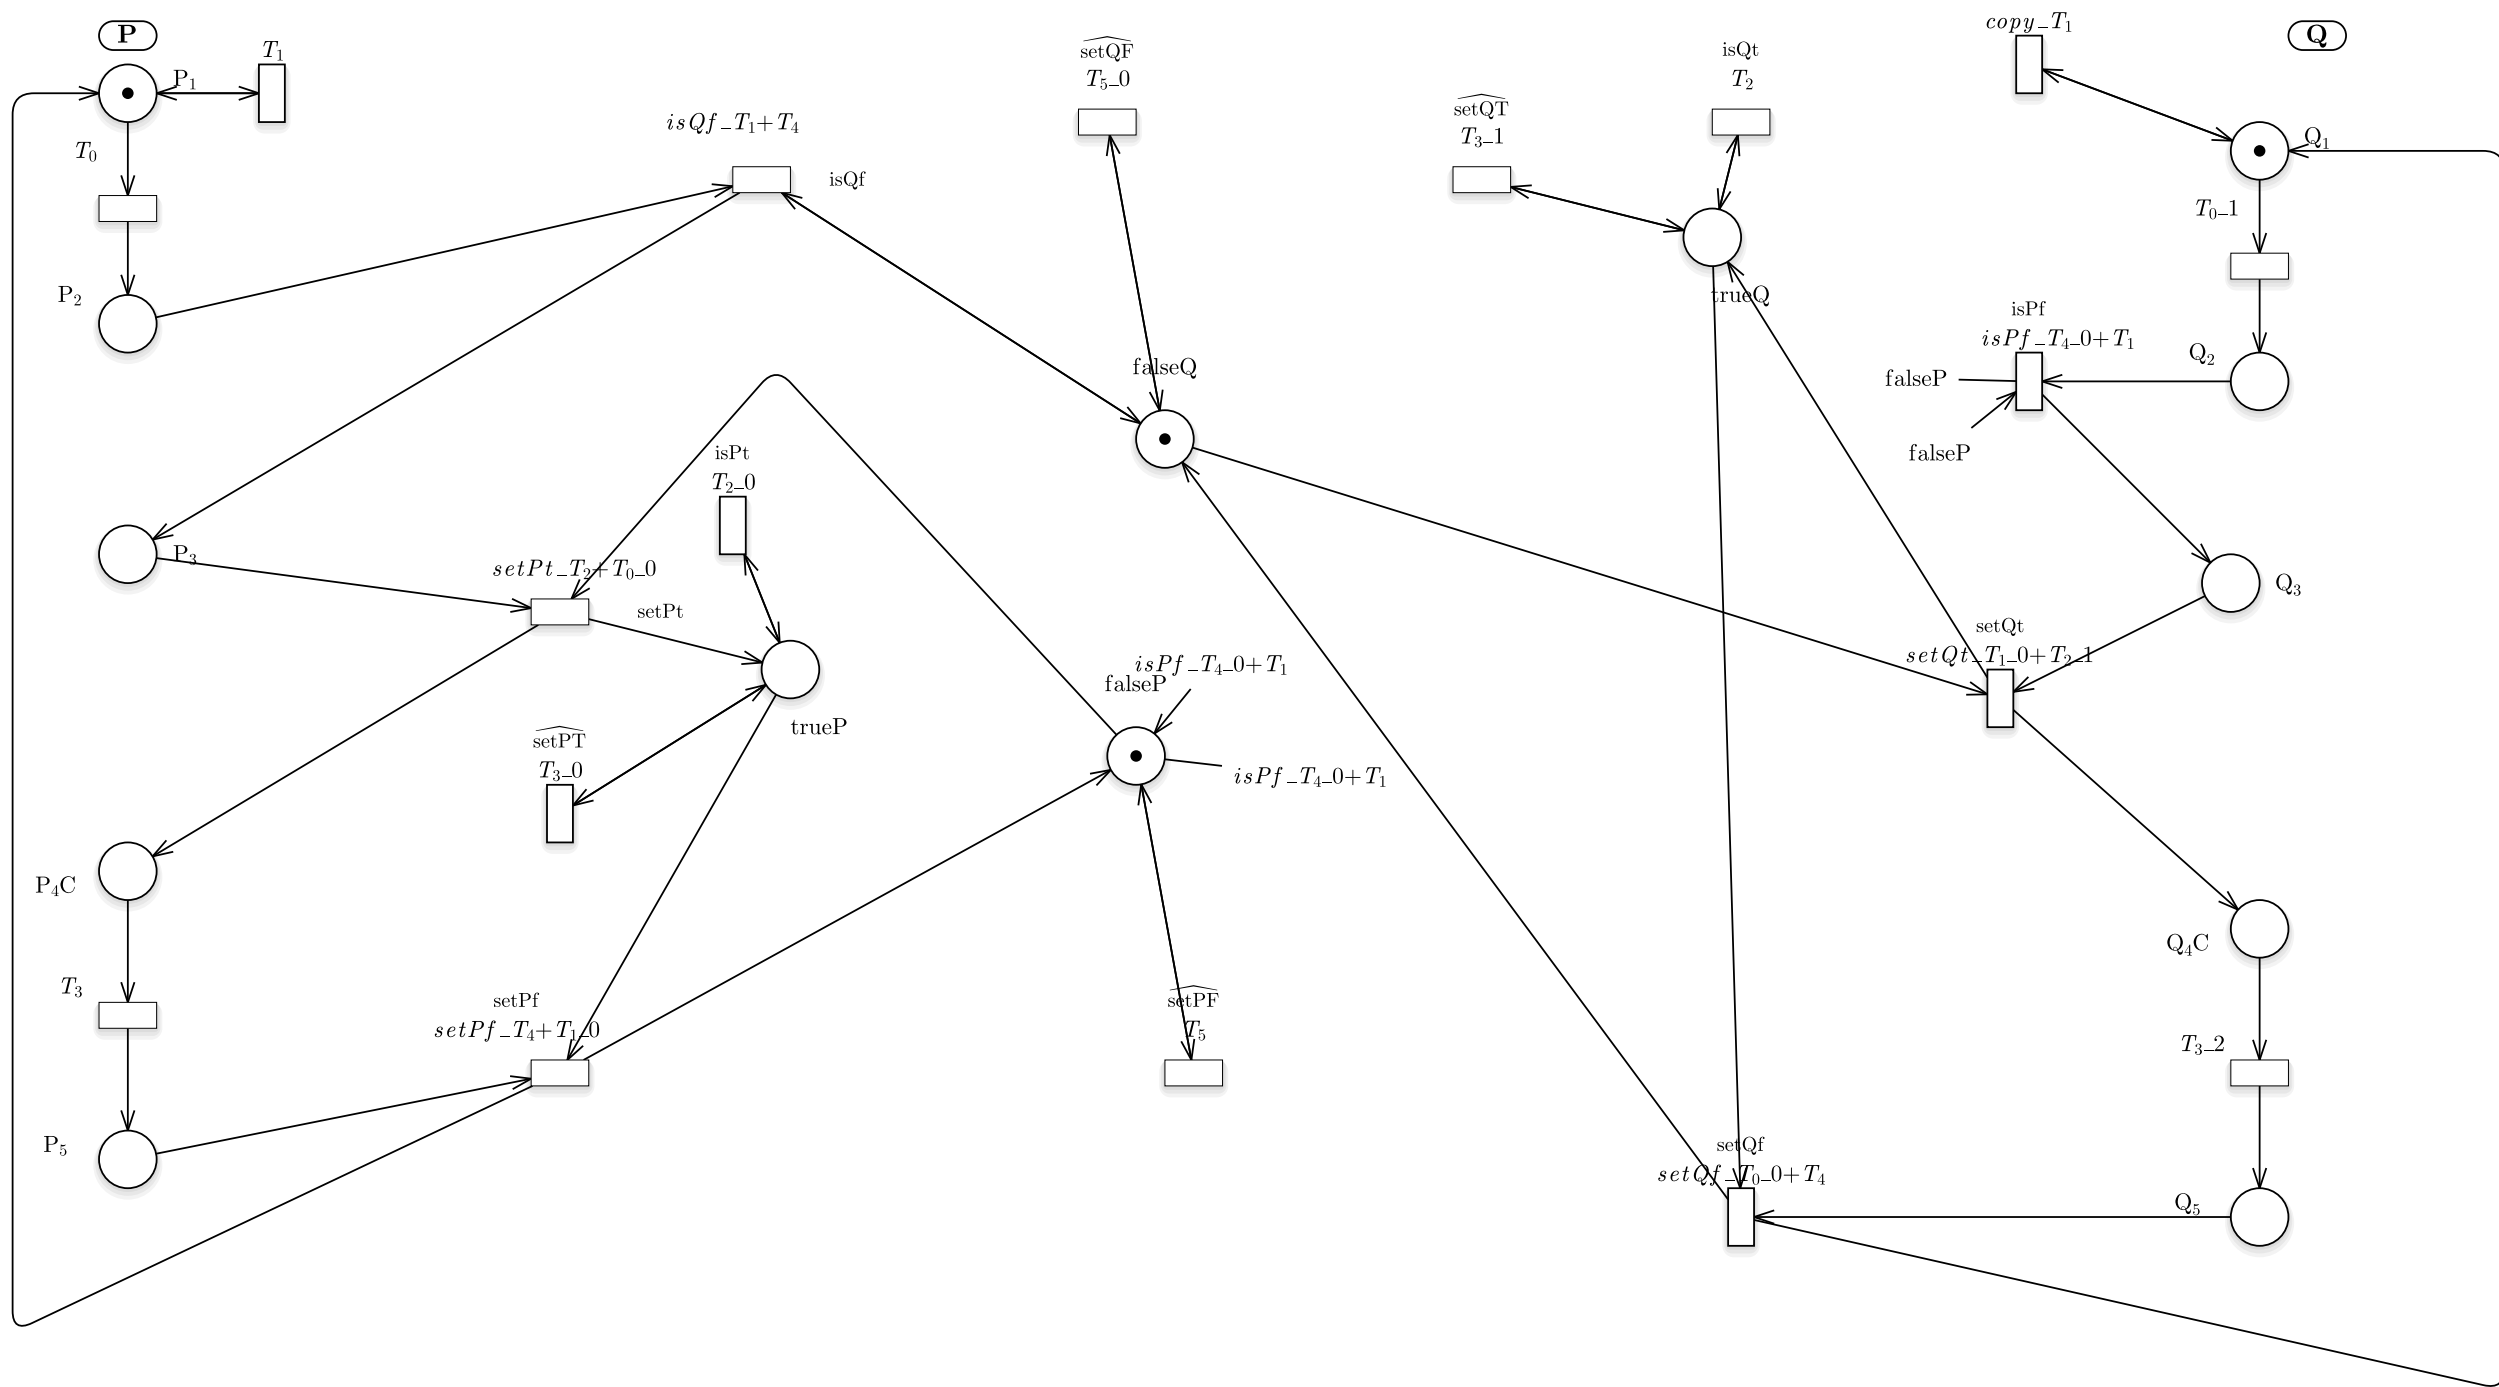 P
T₁
P₁
T₀
P₂
isQf_T₁+T₄
isQf
setQF
T₅_0
setQT
T₃_1
isQt
T₂
copy_T₁
Q
Q₁
T₀_1
trueQ
isPf
isPf_T₄_0+T₁
Q₂
falseQ
falseP
falseP
isPt
T₂_0
P₃
setPt_T₂+T₀_0
setPt
Q₃
setQt
setQt_T₁_0+T₂_1
isPf_T₄_0+T₁
falseP
trueP
setPT
T₃_0
isPf_T₄_0+T₁
P₄C
Q₄C
T₃
setPf
setPf_T₄+T₁_0
setPF
T₅
T₃_2
P₅
setQf
setQf_T₀_0+T₄
Q₅